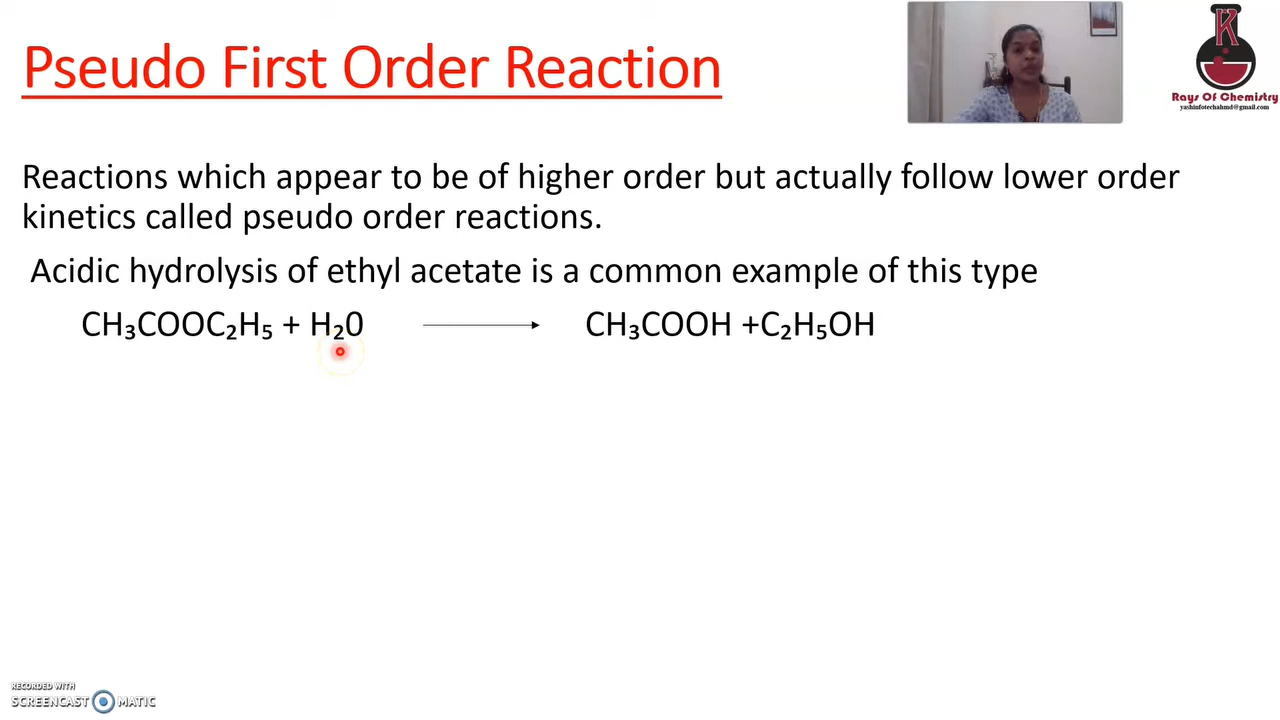 Pseudo First Order Reaction
K
Rays Of Chemistry
yashinfotechahmd@gmail.com
Reactions which appear to be of higher order but actually follow lower order
kinetics called pseudo order reactions.
Acidic hydrolysis of ethyl acetate is a common example of this type
CH₃COOC₂H₅ + H₂0 ⟶ CH₃COOH +C₂H₅OH
RECORDED WITH
SCREENCAST MATIC